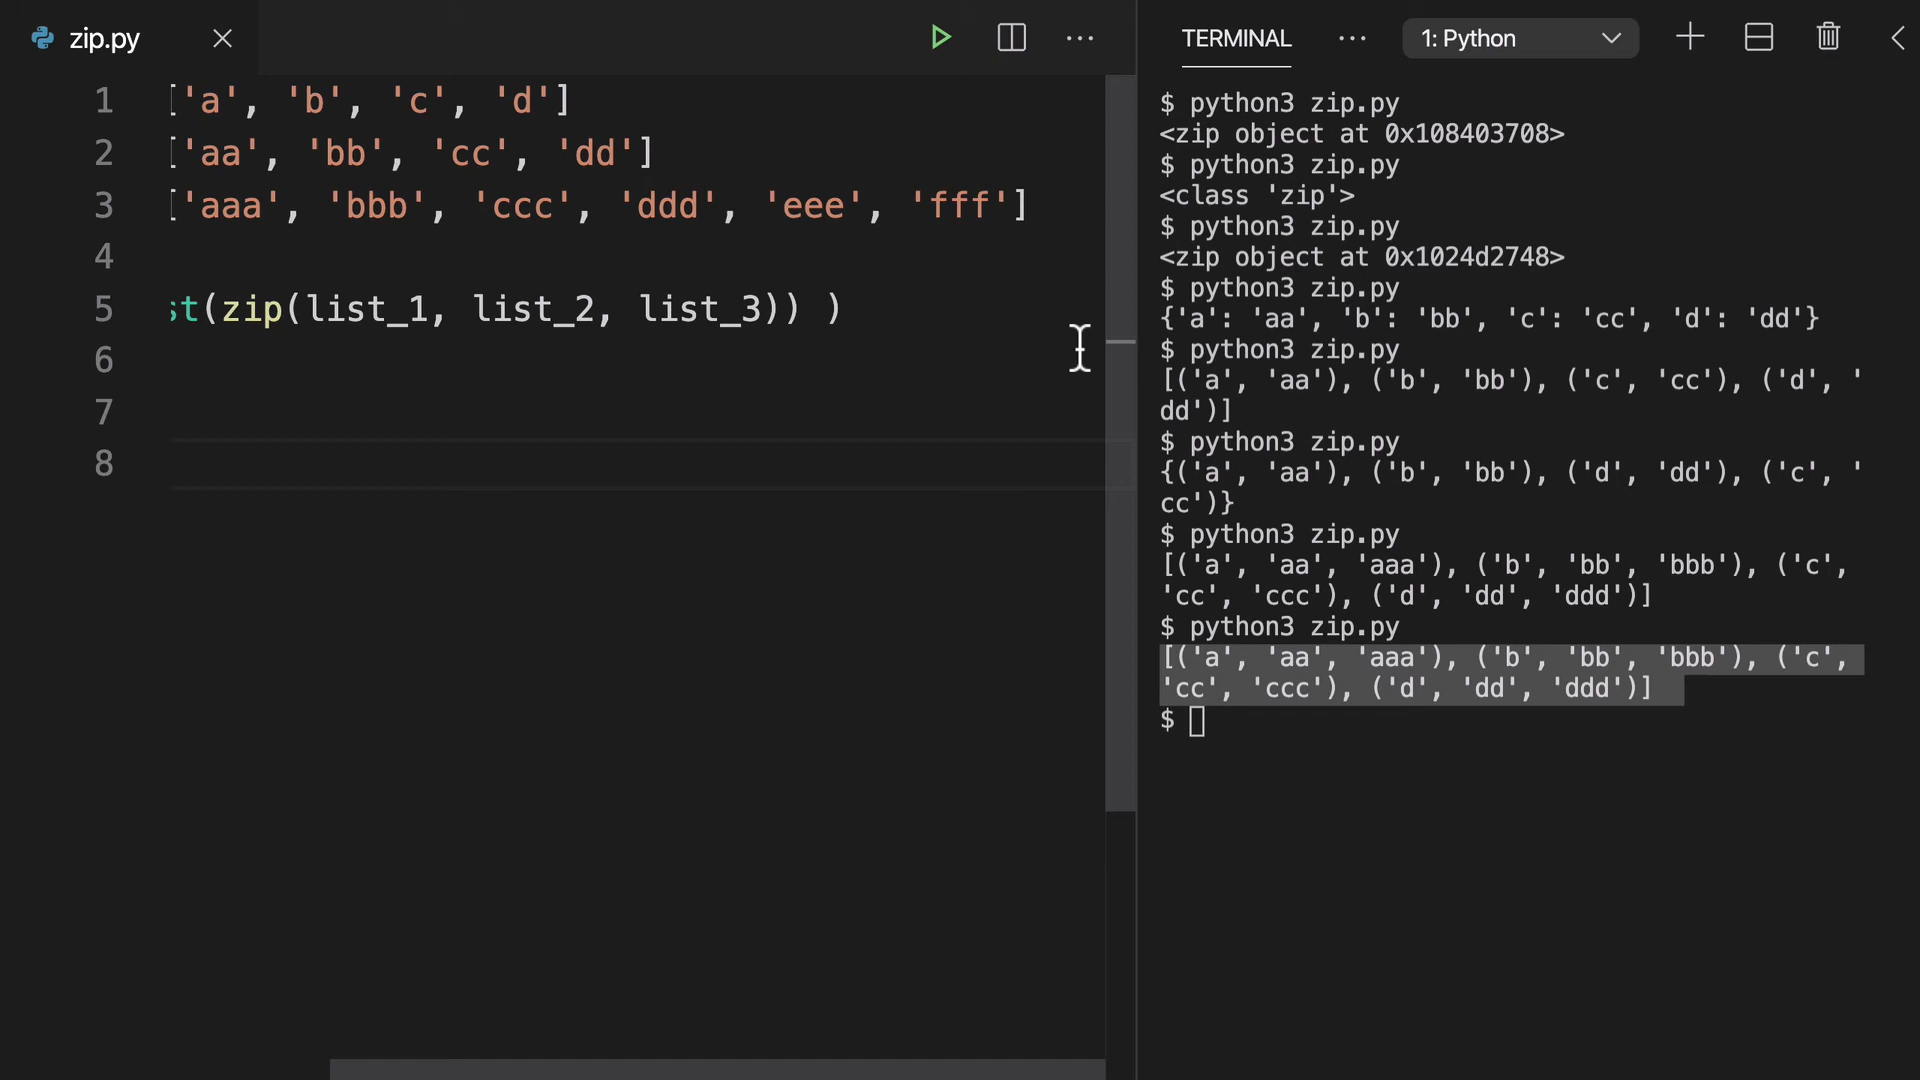 zip.py
TERMINAL
1: Python
1 ['a', 'b', 'c', 'd']
2 ['aa', 'bb', 'cc', 'dd']
3 ['aaa', 'bbb', 'ccc', 'ddd', 'eee', 'fff']
4
5 st(zip(list_1, list_2, list_3)) )
6
7
8
$ python3 zip.py
<zip object at 0x108403708>
$ python3 zip.py
<class 'zip'>
$ python3 zip.py
<zip object at 0x1024d2748>
$ python3 zip.py
{'a': 'aa', 'b': 'bb', 'c': 'cc', 'd': 'dd'}
$ python3 zip.py
[('a', 'aa'), ('b', 'bb'), ('c', 'cc'), ('d', '
dd')]
$ python3 zip.py
{('a', 'aa'), ('b', 'bb'), ('d', 'dd'), ('c', '
cc')}
$ python3 zip.py
[('a', 'aa', 'aaa'), ('b', 'bb', 'bbb'), ('c',
'cc', 'ccc'), ('d', 'dd', 'ddd')]
$ python3 zip.py
[('a', 'aa', 'aaa'), ('b', 'bb', 'bbb'), ('c',
'cc', 'ccc'), ('d', 'dd', 'ddd')]
$